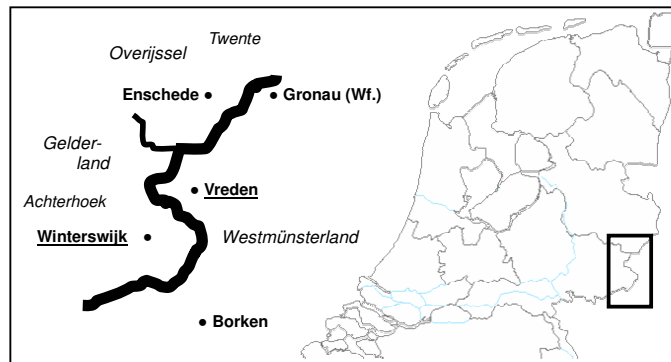 Twente
Overijssel
Enschede
Gronau (Wf.)
Gelder-
land
Vreden
Achterhoek
Winterswijk
Westmünsterland
Borken